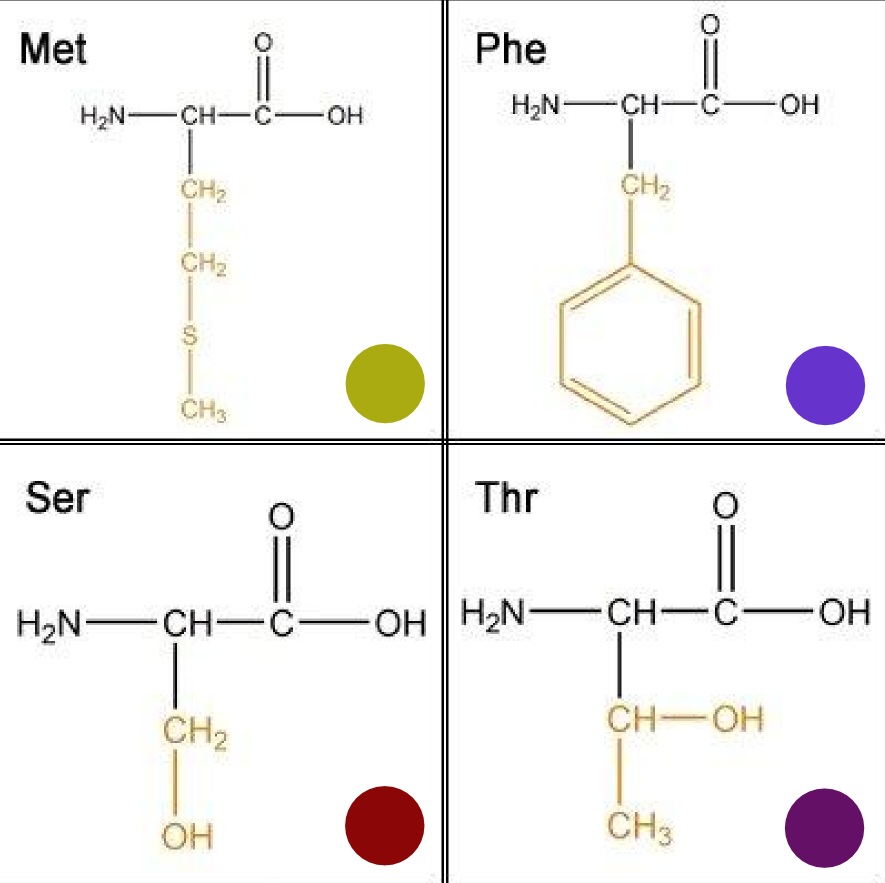 Met
O
H₂N CH C OH
CH₂
CH₂
S
CH₃
Phe
O
H₂N CH C OH
CH₂
Ser
O
H₂N CH C OH
CH₂
OH
Thr
O
H₂N CH C OH
CH OH
CH₃